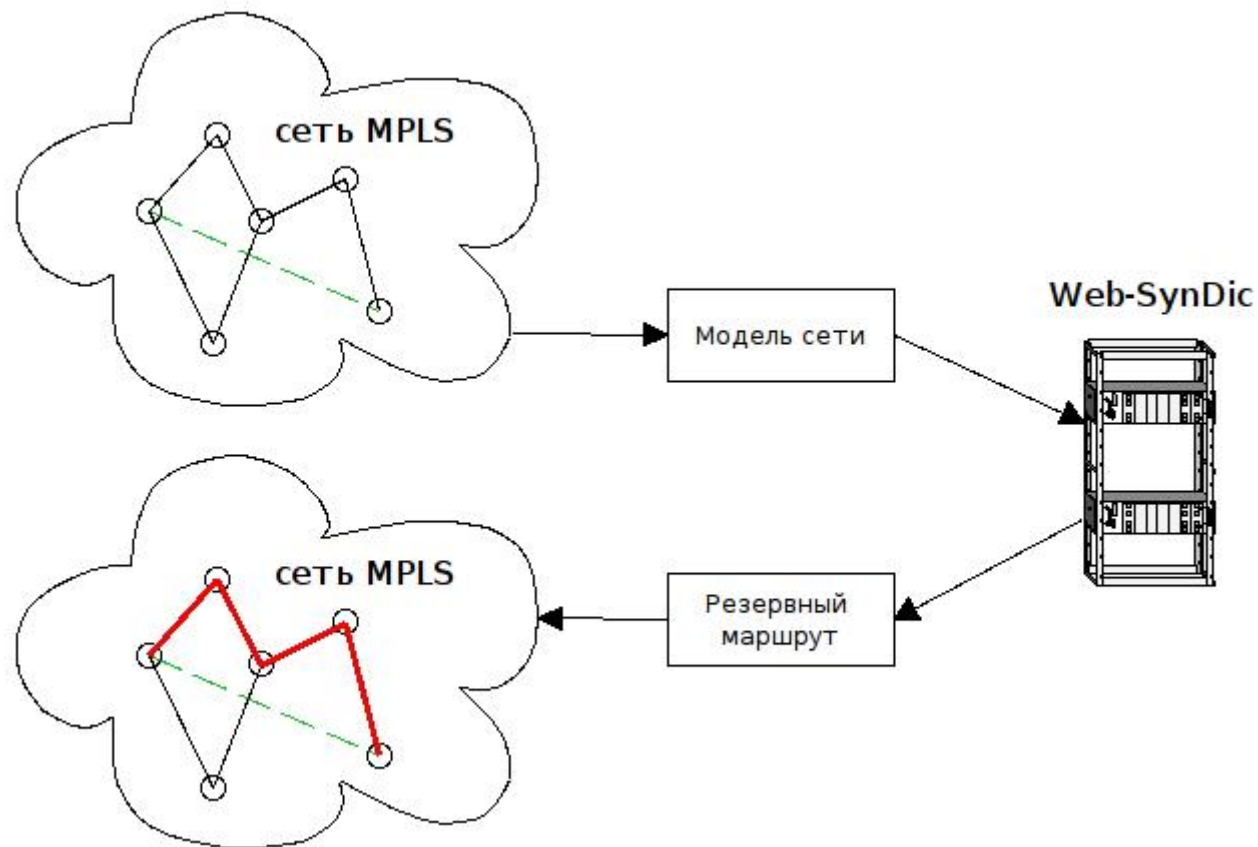 сеть MPLS
Модель сети
Web-SynDic
сеть MPLS
Резервный
маршрут